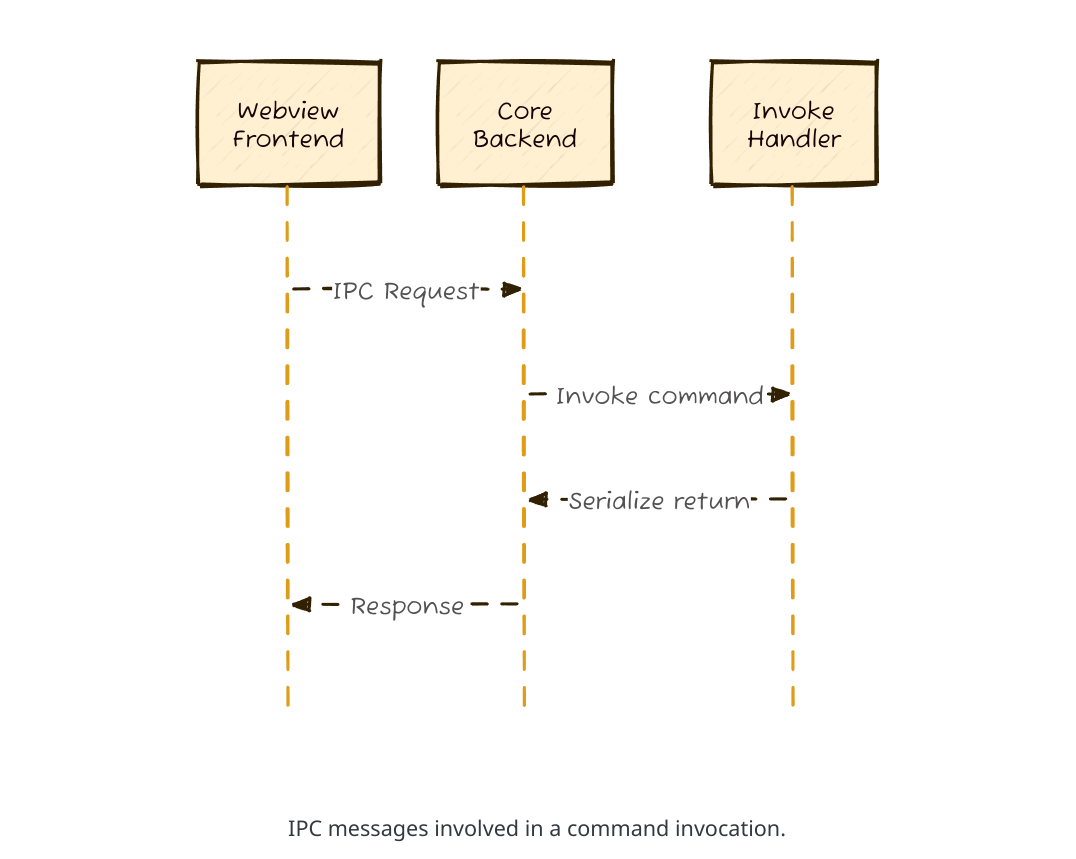 Webview
Frontend
Core
Backend
Invoke
Handler
IPC Request
Invoke command
Serialize return
Response
IPC messages involved in a command invocation.